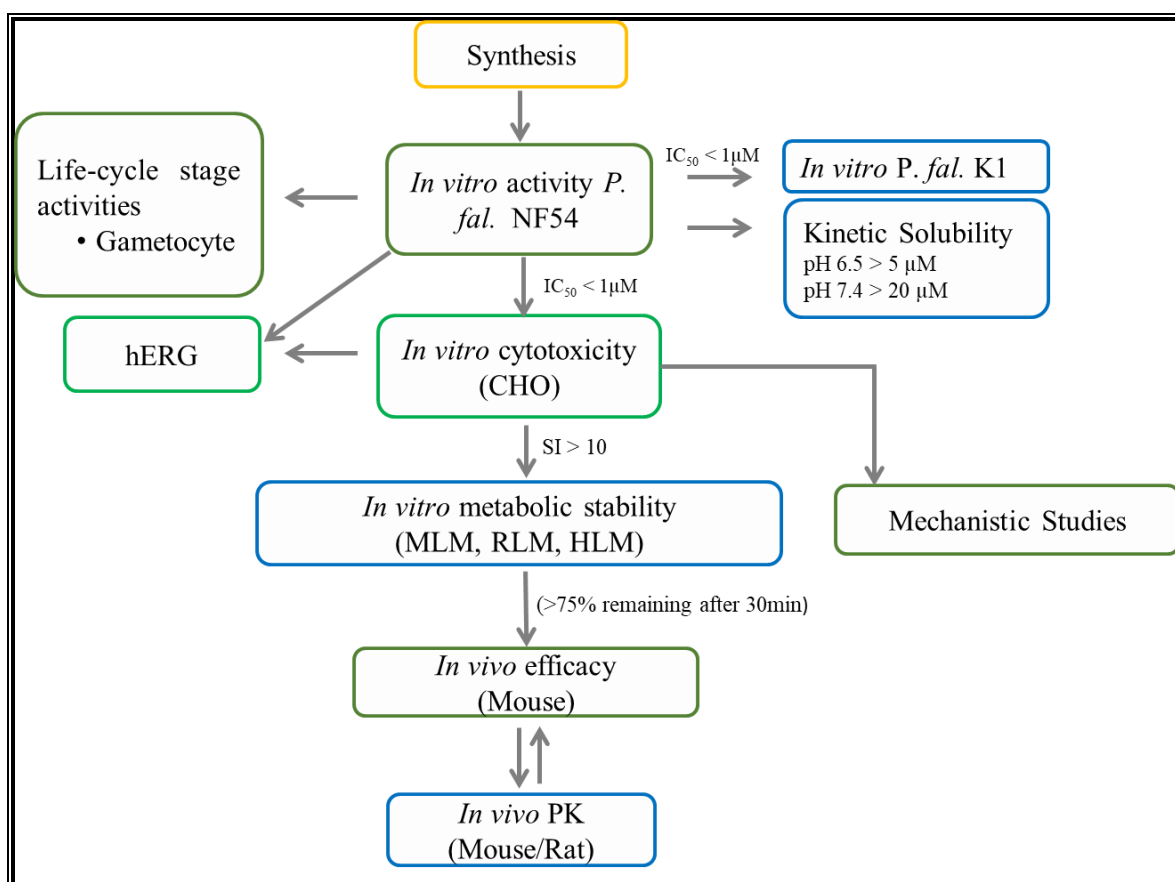 Synthesis
Life-cycle stage
activities
• Gametocyte
In vitro activity P.
fal. NF54
IC50 < 1μM
In vitro P. fal. K1
Kinetic Solubility
pH 6.5 > 5 μM
pH 7.4 > 20 μM
IC50 < 1μM
hERG
In vitro cytotoxicity
(CHO)
SI > 10
In vitro metabolic stability
(MLM, RLM, HLM)
Mechanistic Studies
(>75% remaining after 30min)
In vivo efficacy
(Mouse)
In vivo PK
(Mouse/Rat)